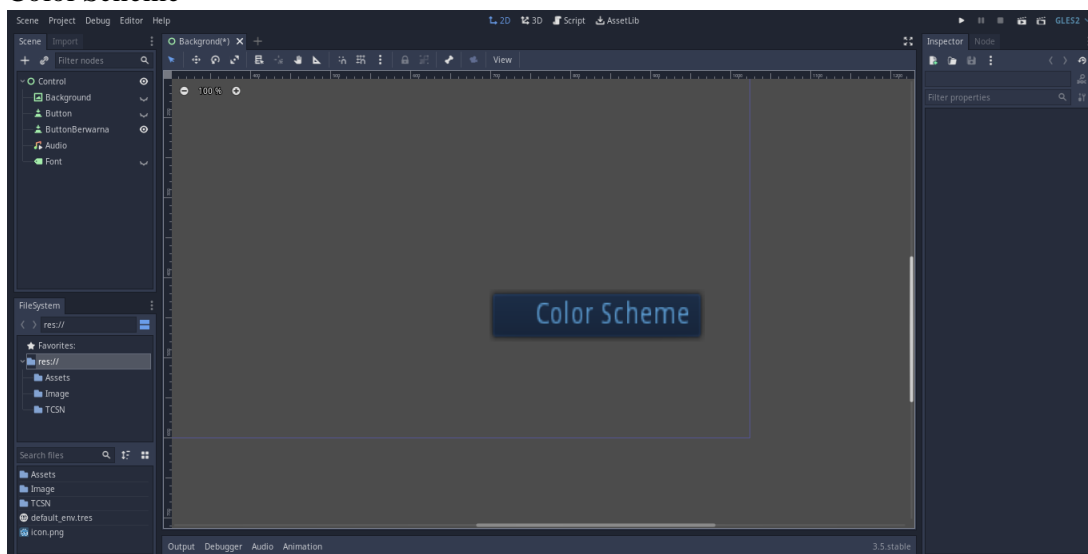 Color Scheme
Scene Project Debug Editor Help
2D 3D Script AssetLib
GLES2
Scene Import
Backgrond(*)
Inspector Node
Filter nodes
View
Control
Background
Button
ButtonBerwarna
Audio
Font
100 %
Filter properties
FileSystem
res://
Favorites:
res://
Assets
Image
TCSN
Color Scheme
Search files
Assets
Image
TCSN
default_env.tres
icon.png
Output Debugger Audio Animation
3.5.stable